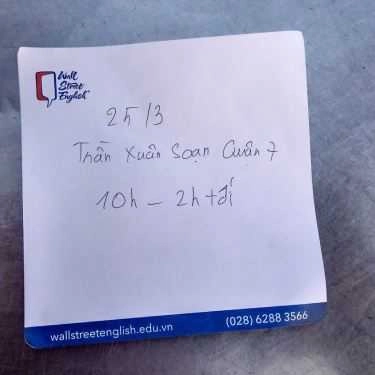 Wall
Street
English
25/3
Trần Xuân Soạn Quận 7
10h - 2h + đi
wallstreetenglish.edu.vn
(028) 6288 3566